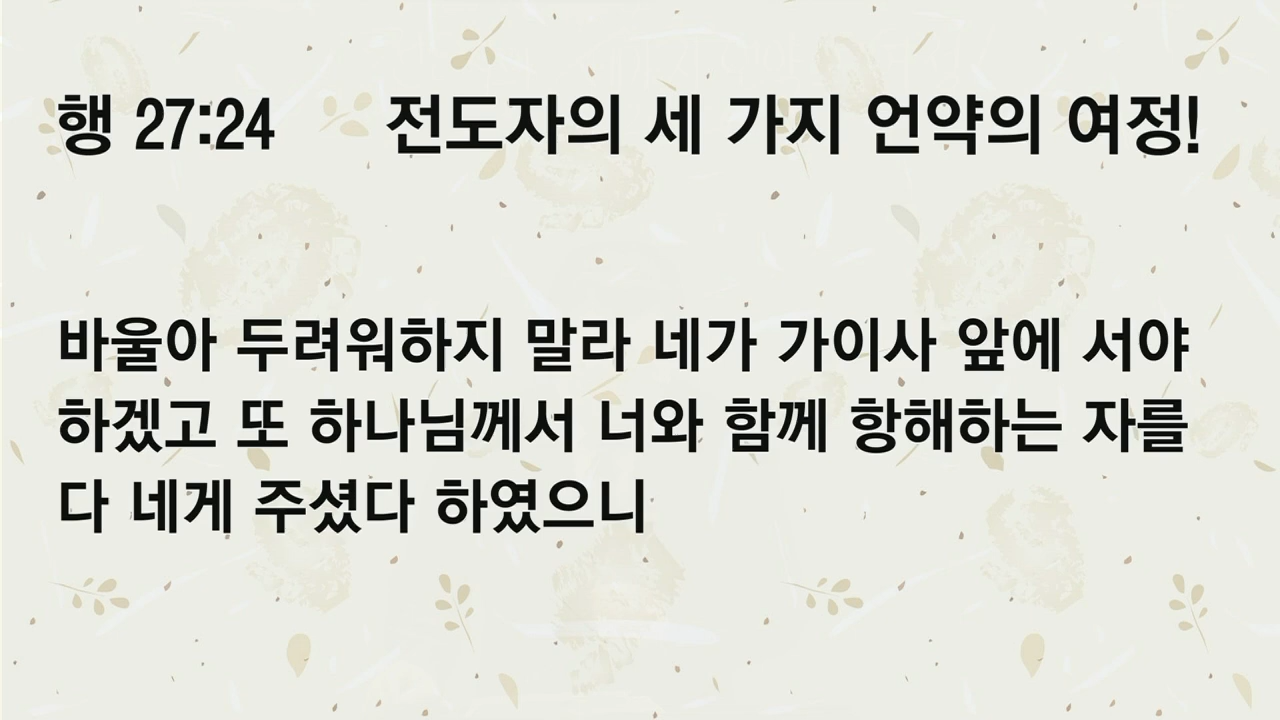 행 27:24 전도자의 세 가지 언약의 여정!
바울아 두려워하지 말라 네가 가이사 앞에 서야
하겠고 또 하나님께서 너와 함께 항해하는 자를
다 네게 주셨다 하였으니